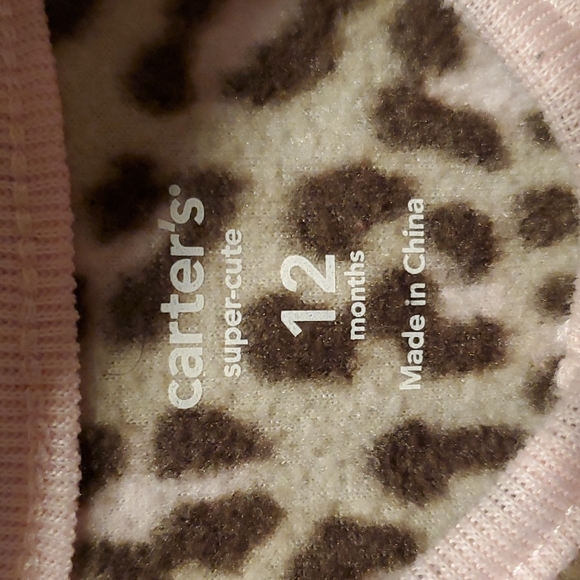 carter's
super-cute
12
months
Made in China